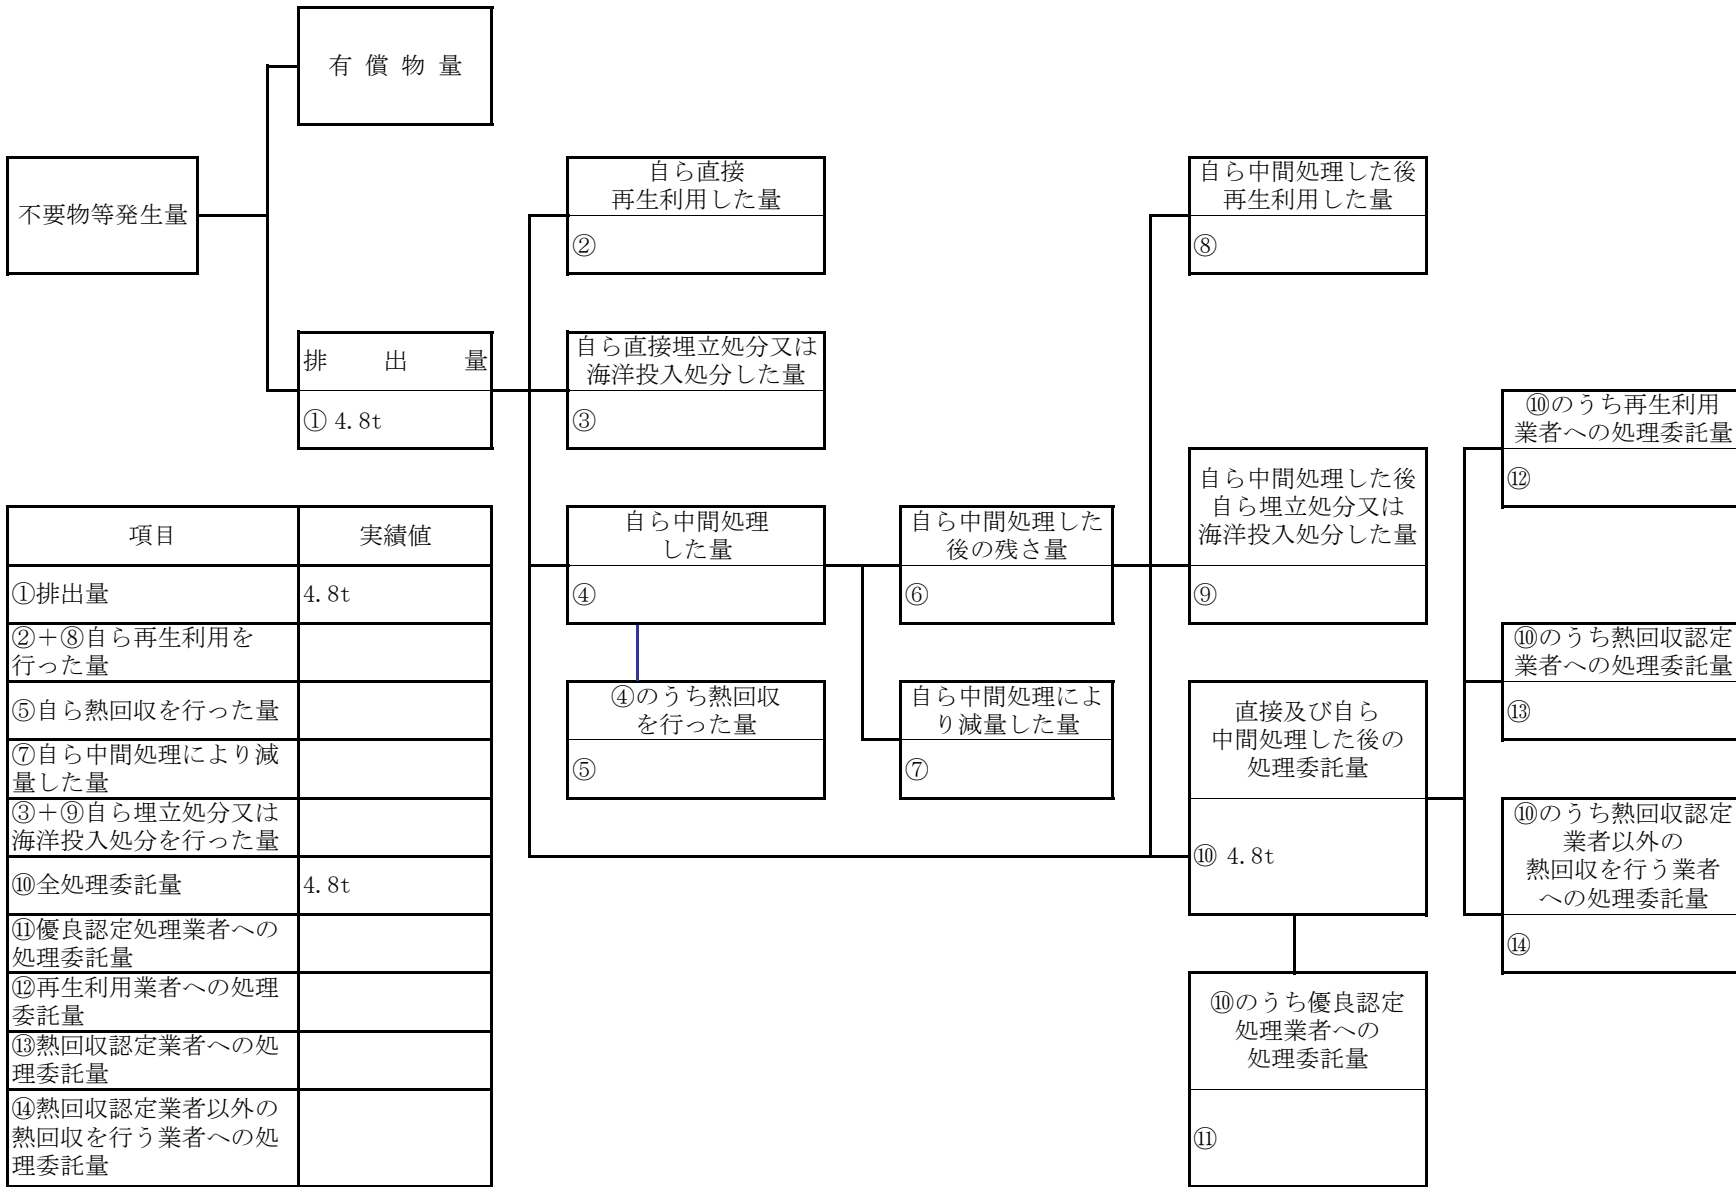 有 償 物 量
不要物等発生量
自ら直接
再生利用した量
②
自ら中間処理した後
再生利用した量
⑧
排 出 量
① 4.8t
自ら直接埋立処分又は
海洋投入処分した量
③
⑩のうち再生利用
業者への処理委託量
⑫
自ら中間処理した後
自ら埋立処分又は
海洋投入処分した量
⑨
自ら中間処理
した量
④
自ら中間処理した
後の残さ量
⑥
⑩のうち熱回収認定
業者への処理委託量
⑬
④のうち熱回収
を行った量
⑤
自ら中間処理によ
り減量した量
⑦
直接及び自ら
中間処理した後の
処理委託量
⑩ 4.8t
⑩のうち熱回収認定
業者以外の
熱回収を行う業者
への処理委託量
⑭
⑩のうち優良認定
処理業者への
処理委託量
⑪
項目 実績値
①排出量 4.8t
②+⑧自ら再生利用を
行った量
⑤自ら熱回収を行った量
⑦自ら中間処理により減
量した量
③+⑨自ら埋立処分又は
海洋投入処分を行った量
⑩全処理委託量 4.8t
⑪優良認定処理業者への
処理委託量
⑫再生利用業者への処理
委託量
⑬熱回収認定業者への処
理委託量
⑭熱回収認定業者以外の
熱回収を行う業者への処
理委託量